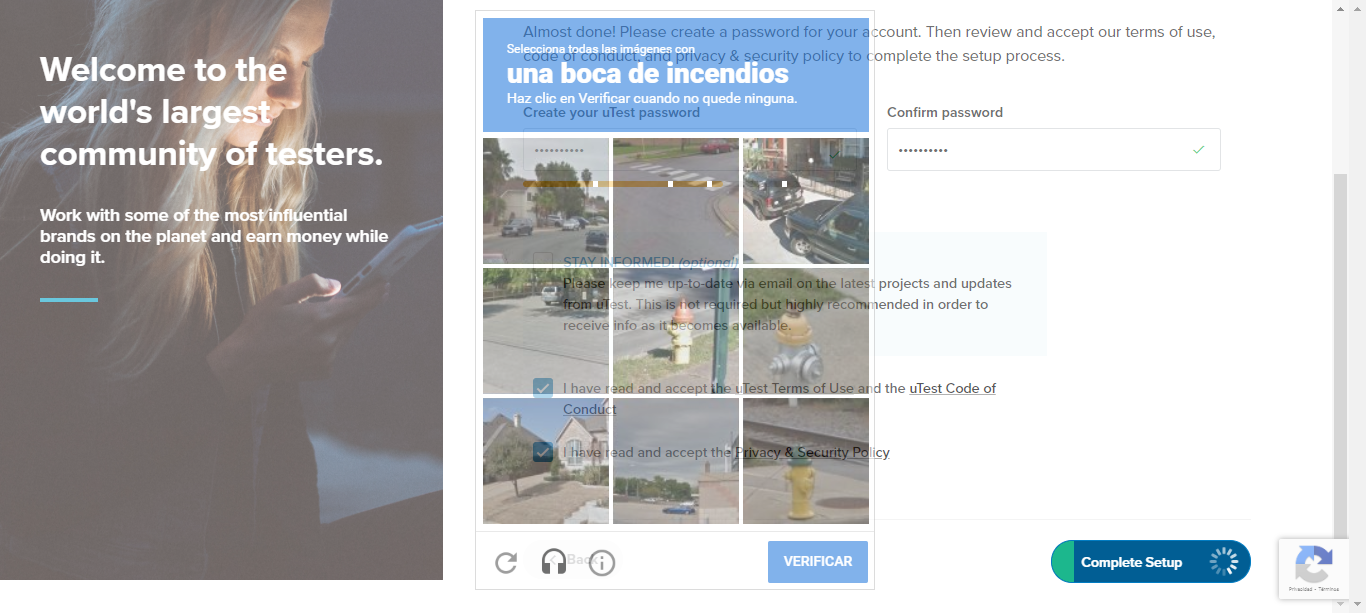 Welcome to the
world's largest
community of testers.
Work with some of the most influential
brands on the planet and earn money while
doing it.
Almost done! Please create a password for your account. Then review and accept our terms of use,
code of conduct, and privacy & security policy to complete the setup process.
Selecciona todas las imágenes con
una boca de incendios
Haz clic en Verificar cuando no quede ninguna.
Create your uTest password
Confirm password
STAY INFORMED! (optional)
Please keep me up-to-date via email on the latest projects and updates
from uTest. This is not required but highly recommended in order to
receive info as it becomes available.
I have read and accept the uTest Terms of Use and the uTest Code of
Conduct
I have read and accept the Privacy & Security Policy
Back
VERIFICAR
Complete Setup
Privacidad - Términos